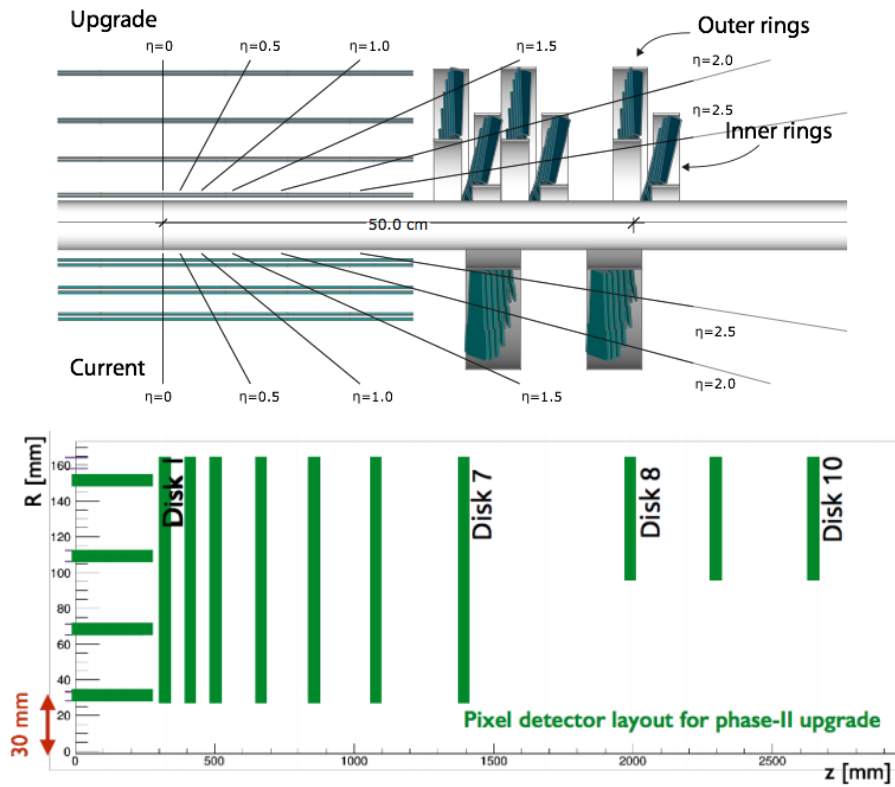 Upgrade
Outer rings
η=0
η=0.5
η=1.0
η=1.5
η=2.0
η=2.5
Inner rings
50.0 cm
Current
η=2.5
η=2.0
η=0
η=0.5
η=1.0
η=1.5
R [mm]
160
140
120
100
80
60
40
20
0
30 mm
Disk 1
Disk 7
Disk 8
Disk 10
Pixel detector layout for phase-II upgrade
0
500
1000
1500
2000
2500
z [mm]